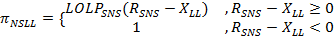 π_NSLL = { LOLP_SNS(R_SNS − X_LL) , R_SNS − X_LL ≥ 0
1 , R_SNS − X_LL < 0